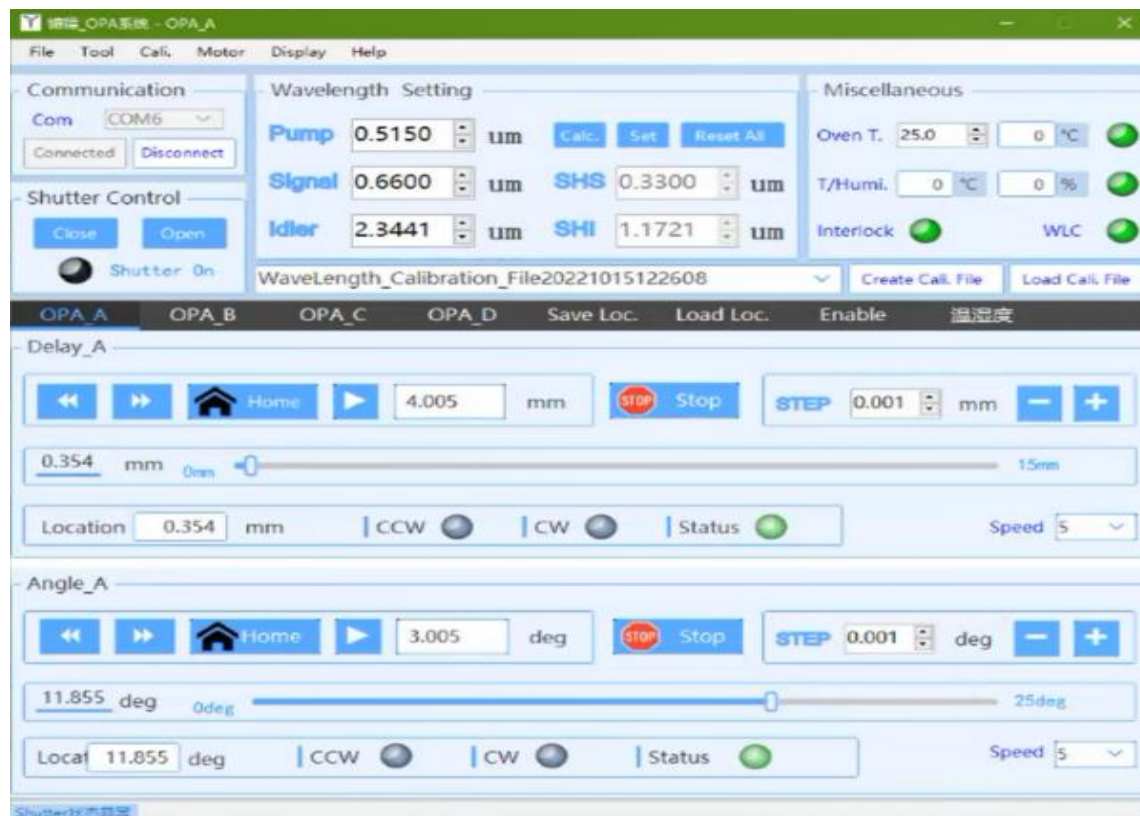 OPA系统 - OPA_A
File Tool Cali. Motor Display Help
Communication
Com COM6
Connected Disconnect
Shutter Control
Close Open
Shutter On
Wavelength Setting
Pump 0.5150 um Calc. Set Reset All
Signal 0.6600 um SHS 0.3300 um
Idler 2.3441 um SHI 1.1721 um
Miscellaneous
Oven T. 25.0 0 °C
T/Humi. 0 °C 0 %
Interlock WLC
WaveLength_Calibration_File20221015122608 Create Cali. File Load Cali. File
OPA_A OPA_B OPA_C OPA_D Save Loc. Load Loc. Enable 温湿度
Delay_A
Home 4.005 mm STOP Stop STEP 0.001 mm
0.354 mm 0mm 15mm
Location 0.354 mm CCW CW Status Speed 5
Angle_A
Home 3.005 deg STOP Stop STEP 0.001 deg
11.855 deg 0deg 25deg
Locat 11.855 deg CCW CW Status Speed 5